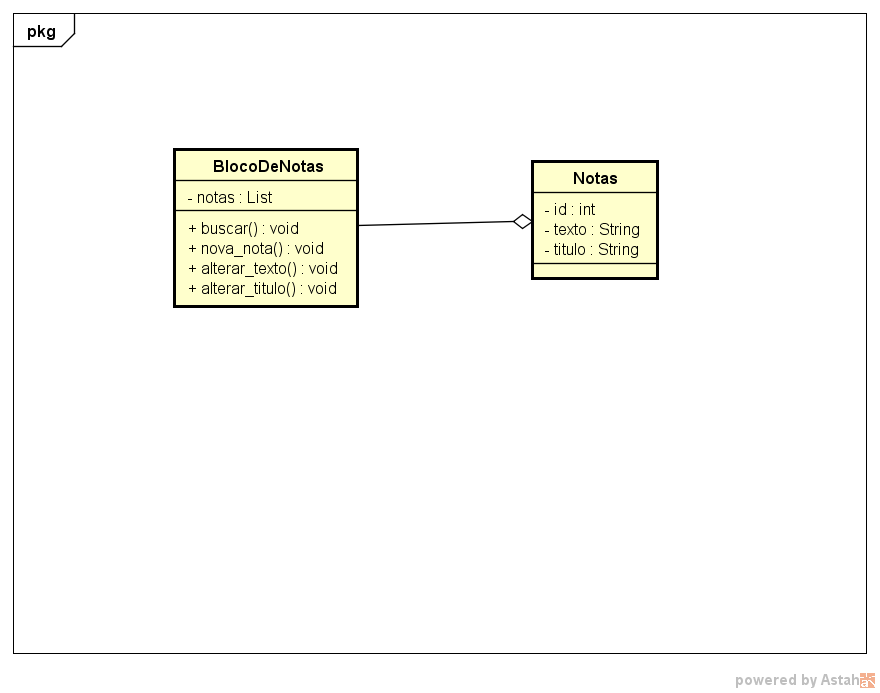 pkg
BlocoDeNotas
- notas : List
+ buscar() : void
+ nova_nota() : void
+ alterar_texto() : void
+ alterar_titulo() : void
Notas
- id : int
- texto : String
- titulo : String
powered by Astah